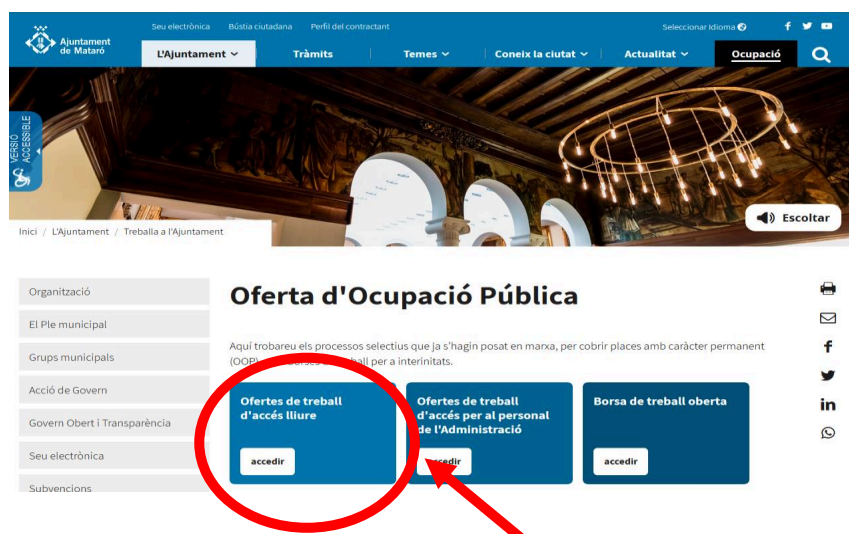 Seu electrònica Bústia ciutadana Perfil del contractant Seleccionar Idioma
Ajuntament
de Mataró
L'Ajuntament Tràmits Temes Coneix la ciutat Actualitat Ocupació
VERSIO
ACCESSIBLE
Escoltar
Inici / L'Ajuntament / Treballa a l'Ajuntament
Organització
El Ple municipal
Grups municipals
Acció de Govern
Govern Obert i Transparència
Seu electrònica
Subvencions
Oferta d'Ocupació Pública
Aquí trobareu els processos selectius que ja s'hagin posat en marxa, per cobrir places amb caràcter permanent
(OOP) per a interinitats.
Ofertes de treball
d'accés lliure
accedir
Ofertes de treball
d'accés per al personal
de l'Administració
accedir
Borsa de treball oberta
accedir